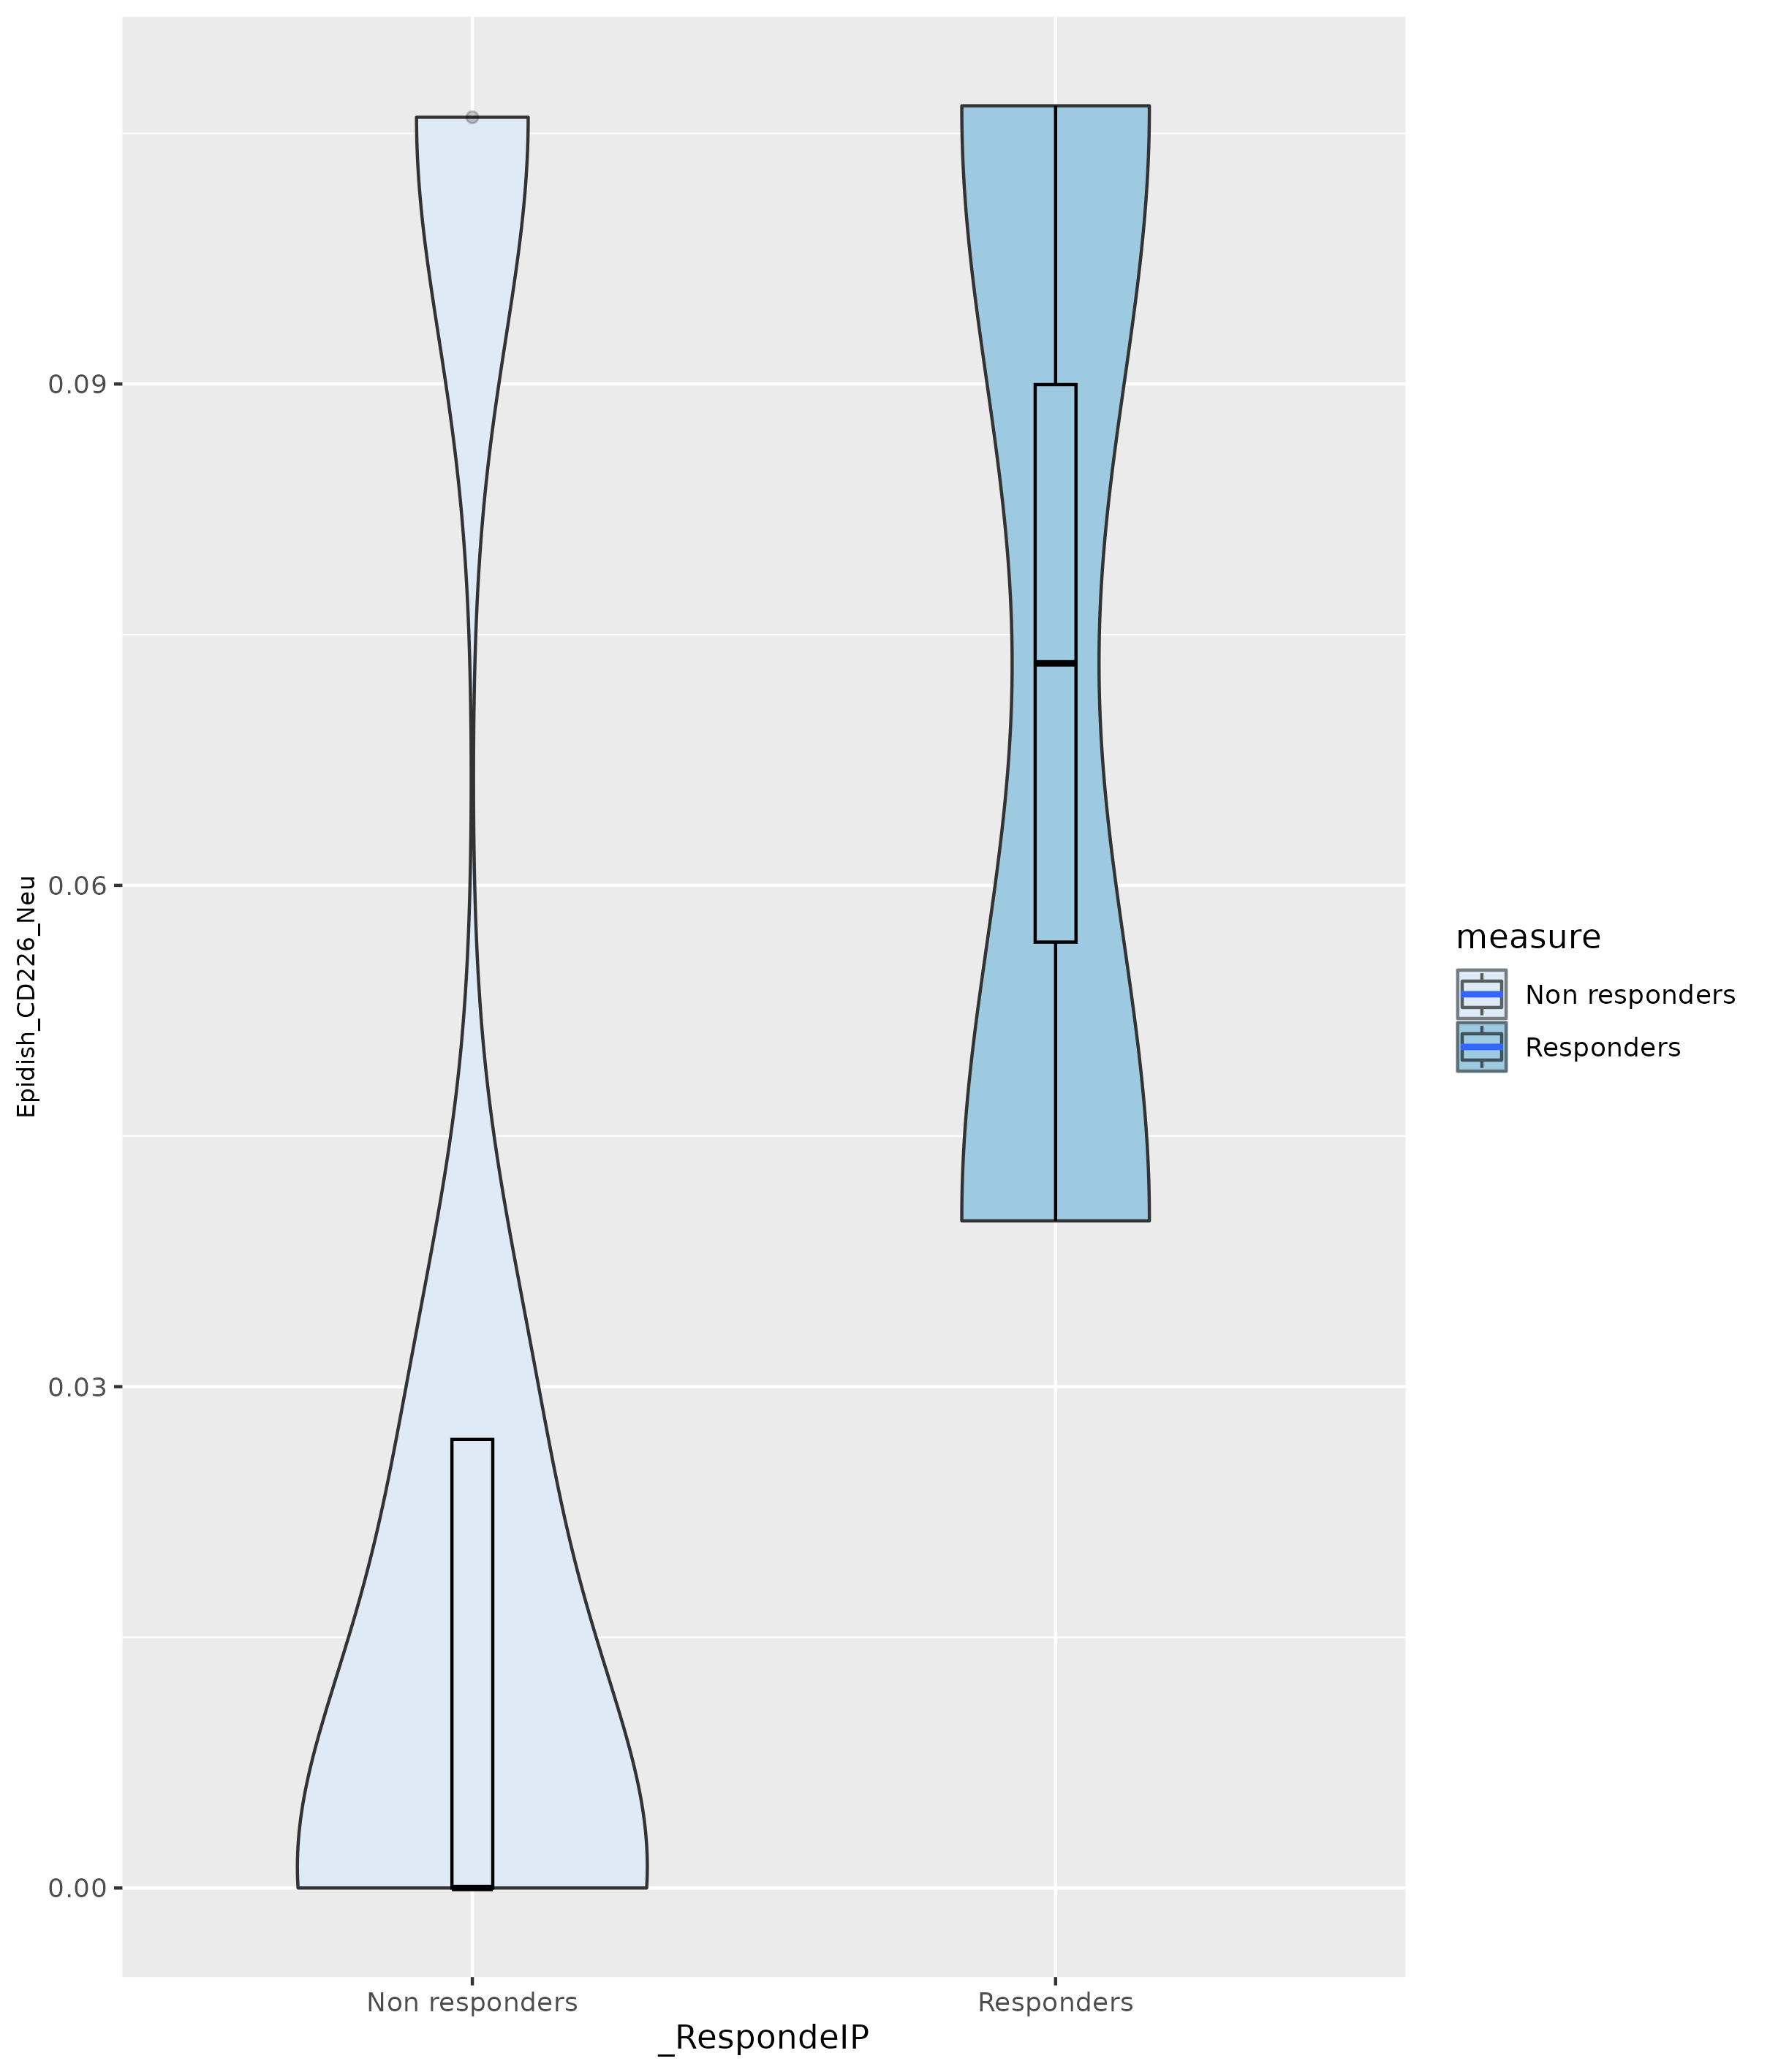 Epidish_CD226_Neu
0.09
0.06
0.03
0.00
Non responders
Responders
_RespondeIP
measure
Non responders
Responders